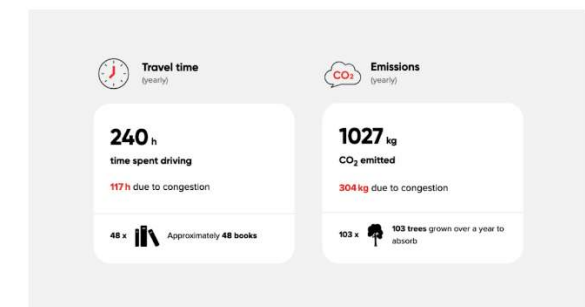 Travel time
(yearly)
240 h
time spent driving
117 h due to congestion
48 x
Approximately 48 books
CO2
Emissions
(yearly)
1027 kg
CO₂ emitted
304 kg due to congestion
103 x
103 trees grown over a year to
absorb